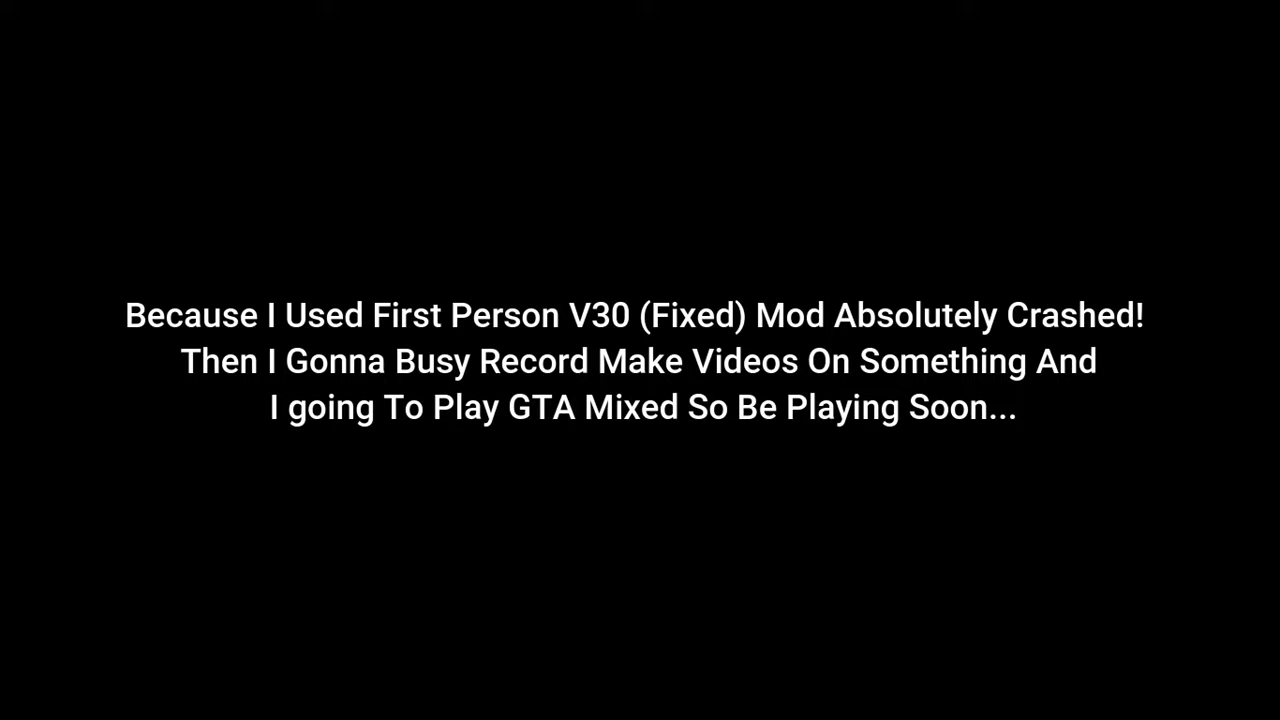 Because I Used First Person V30 (Fixed) Mod Absolutely Crashed!
Then I Gonna Busy Record Make Videos On Something And
I going To Play GTA Mixed So Be Playing Soon...